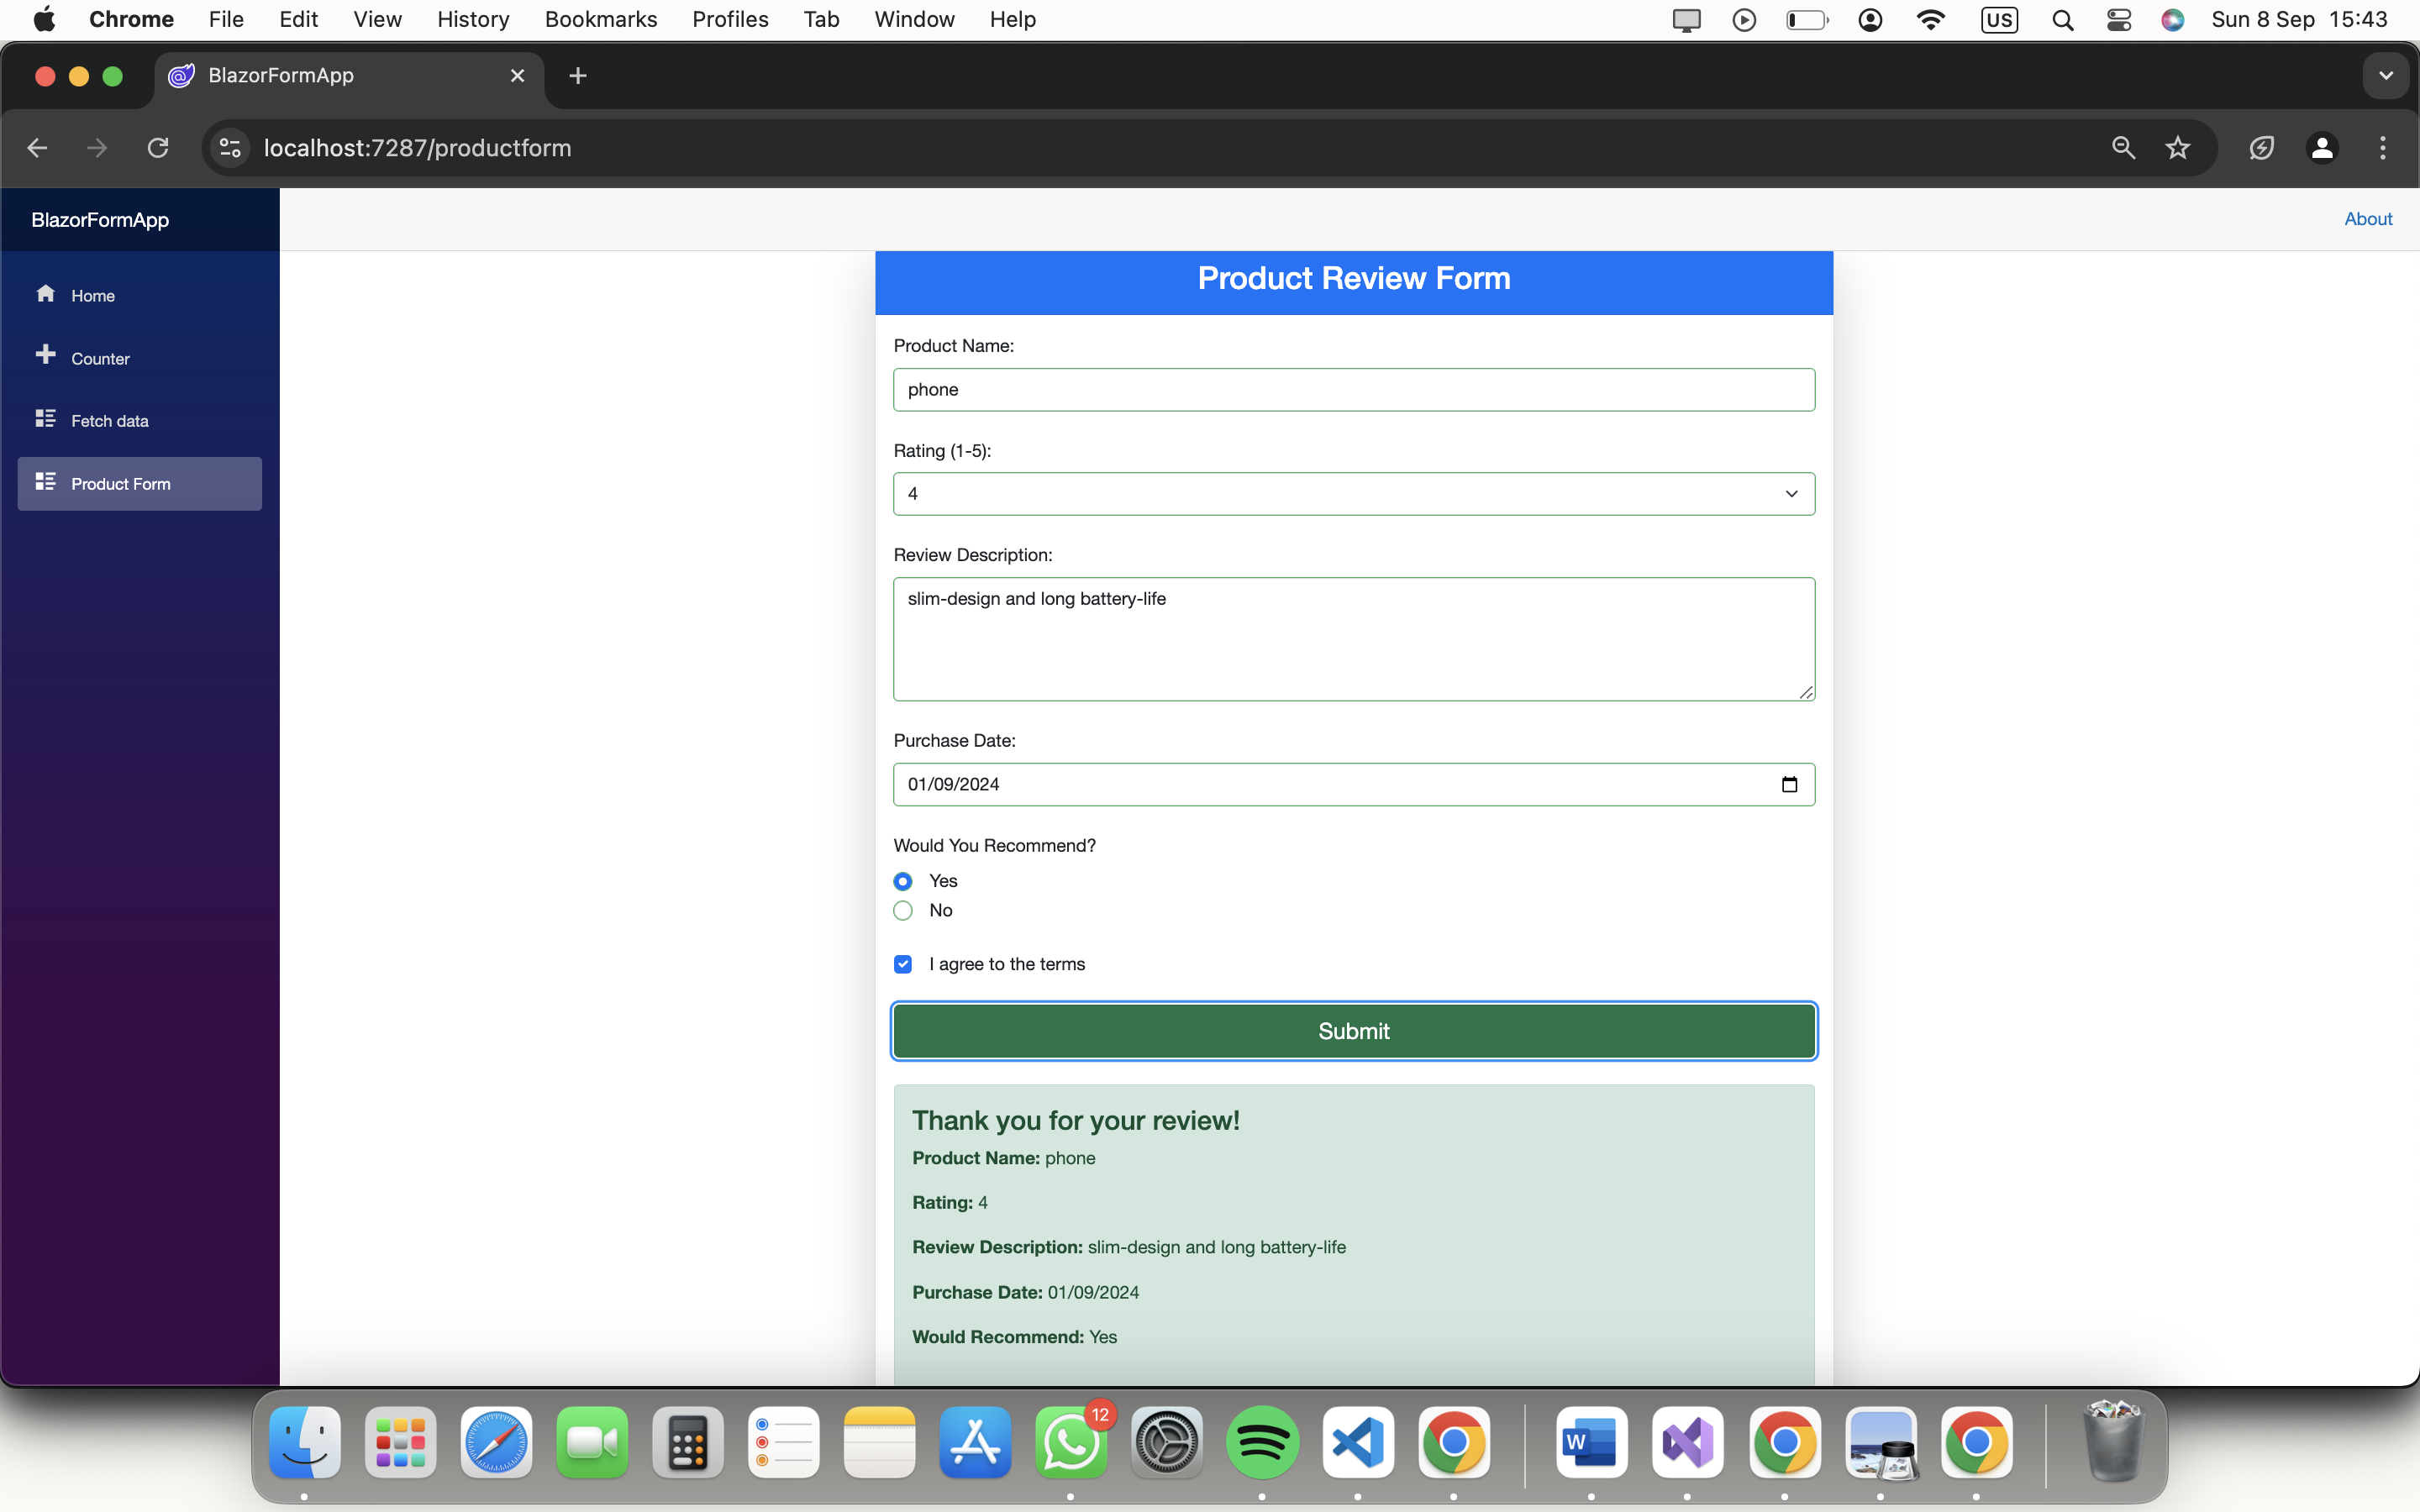 Chrome File Edit View History Bookmarks Profiles Tab Window Help US Sun 8 Sep 15:43
BlazorFormApp
localhost:7287/productform
BlazorFormApp
About
Home
Counter
Fetch data
Product Form
Product Review Form
Product Name:
phone
Rating (1-5):
4
Review Description:
slim-design and long battery-life
Purchase Date:
01/09/2024
Would You Recommend?
Yes
No
I agree to the terms
Submit
Thank you for your review!
Product Name: phone
Rating: 4
Review Description: slim-design and long battery-life
Purchase Date: 01/09/2024
Would Recommend: Yes
12
W